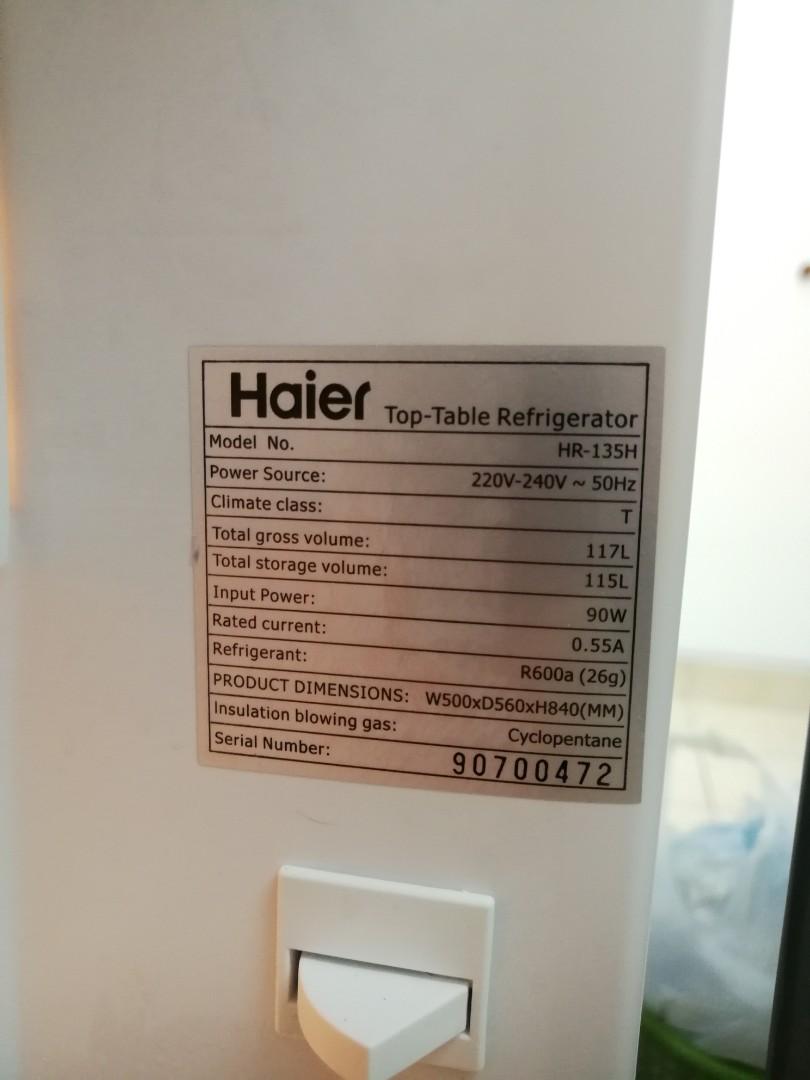 Haier Top-Table Refrigerator
Model No. HR-135H
Power Source: 220V-240V ~ 50Hz
Climate class: T
Total gross volume: 117L
Total storage volume: 115L
Input Power: 90W
Rated current: 0.55A
Refrigerant: R600a (26g)
PRODUCT DIMENSIONS: W500xD560xH840(MM)
Insulation blowing gas: Cyclopentane
Serial Number: 90700472